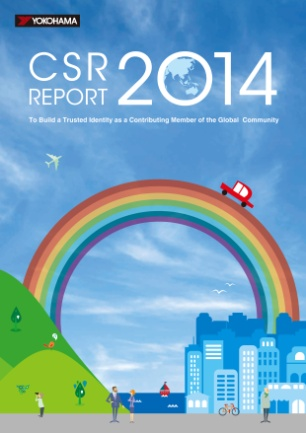 YOKOHAMA
CSR
REPORT 2014
To Build a Trusted Identity as a Contributing Member of the Global Community